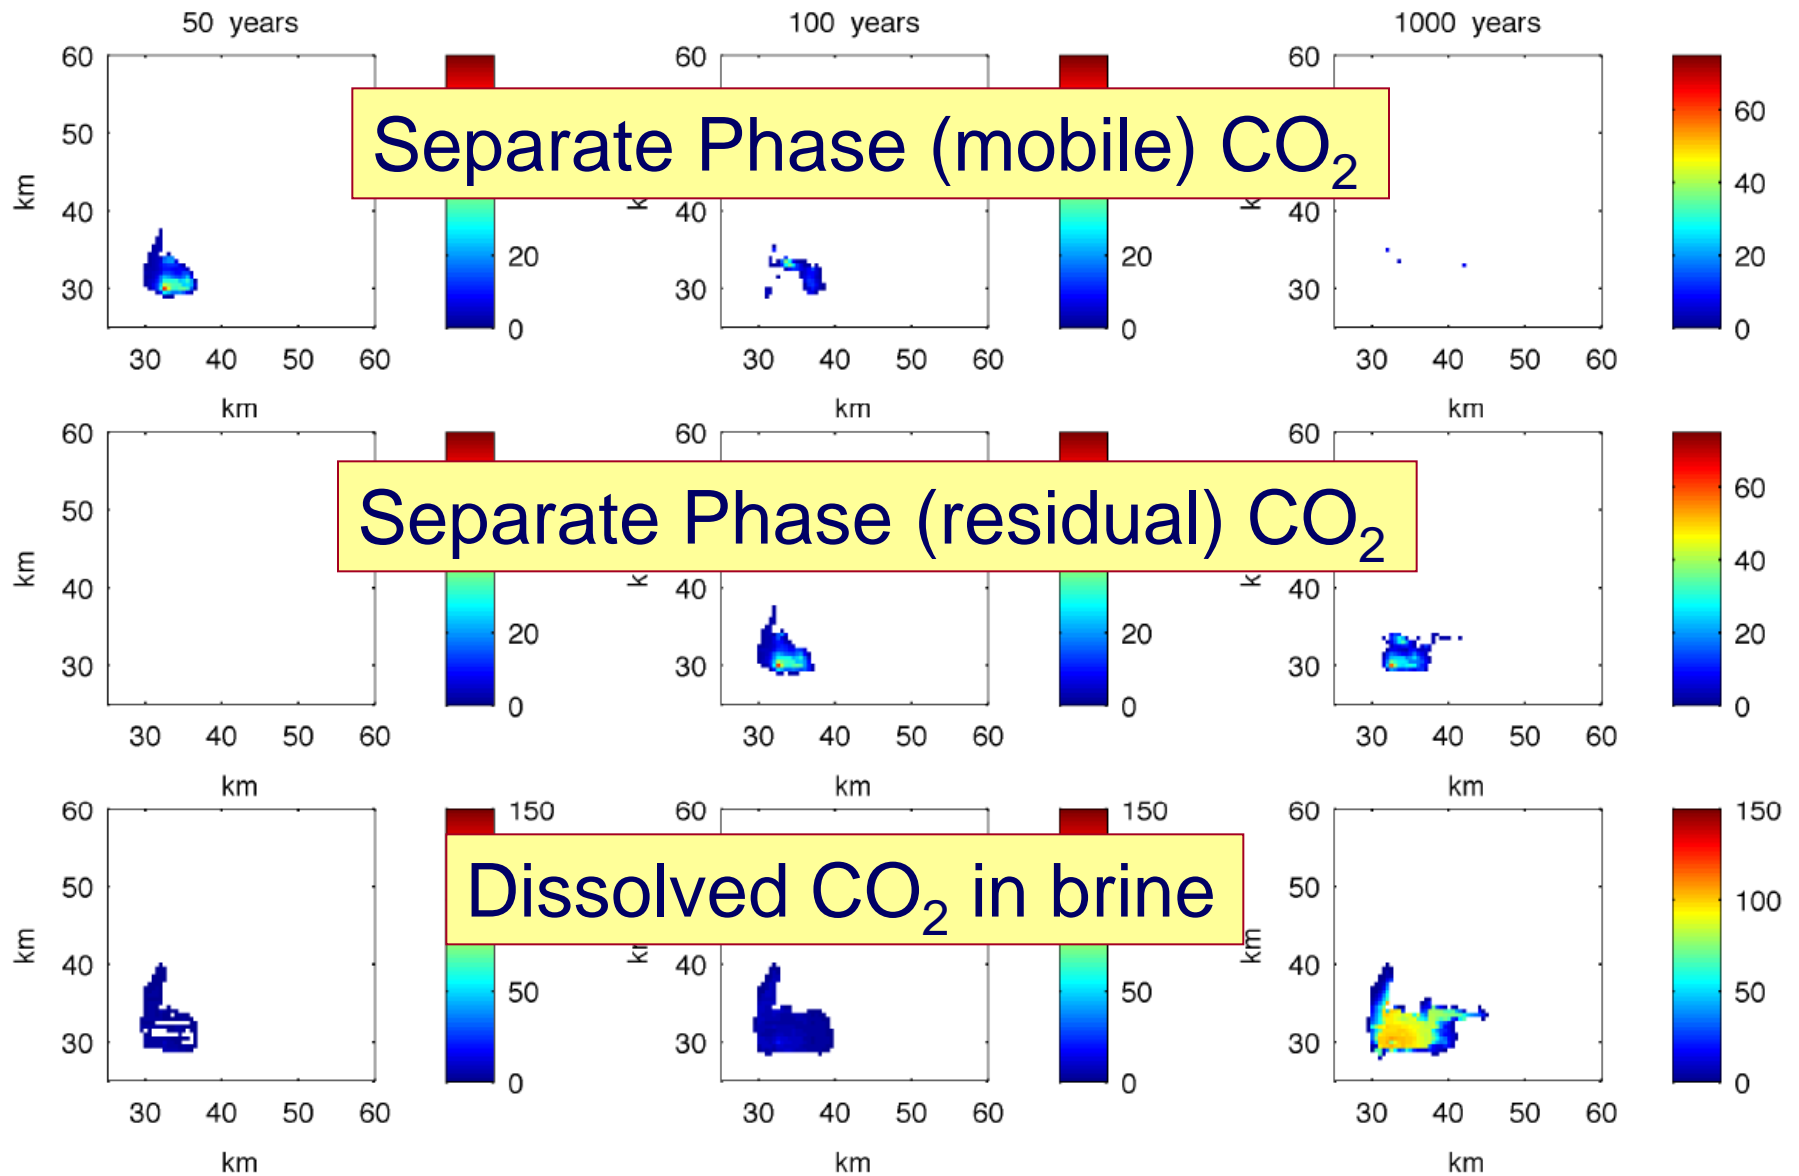 50 years 100 years 1000 years
60 60 60
60
Separate Phase (mobile) CO₂
50
km
40 40 40 40
20 20 20
30 30 30
0 0 0
30 40 50 60 30 40 50 60 30 40 50 60
km km km
60 60 60
60
Separate Phase (residual) CO₂
50
km
40 40 40 40
20 20 20
30 30 30
0 0 0
30 40 50 60 30 40 50 60 30 40 50 60
km km km
60 150 60 150 60 150
Dissolved CO₂ in brine
50 50 100
km km km
40 40 40
50 50 50
30 30 30
0 0 0
30 40 50 60 30 40 50 60 30 40 50 60
km km km